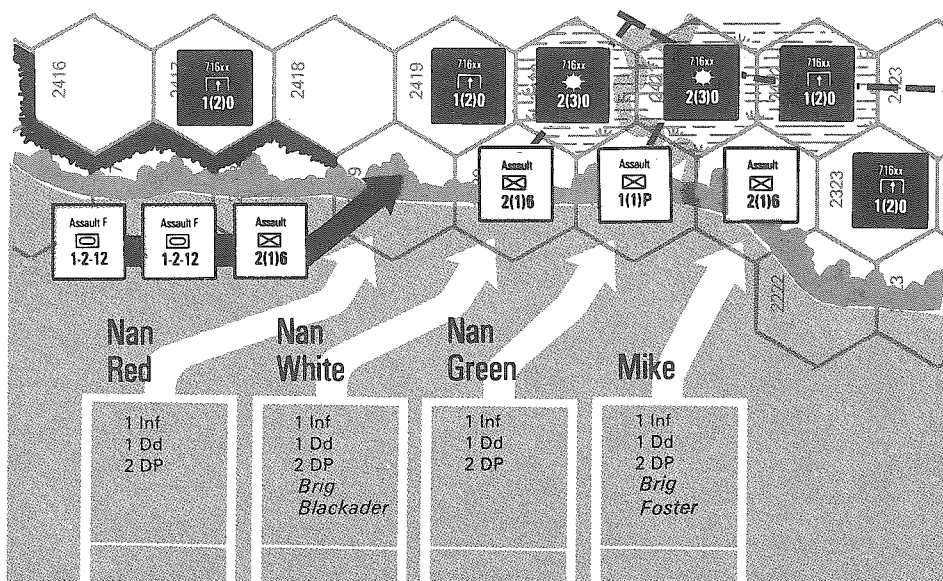 2416
716xx
1(2)0
2418
2419
716xx
1(2)0
716xx
2(3)0
716xx
2(3)0
716xx
1(2)0
2323
716xx
1(2)0
Assault F
1-2-12
Assault F
1-2-12
Assault
2(1)6
Assault
2(1)6
Assault
1(1)P
Assault
2(1)6
2222
Nan
Red
Nan
White
Nan
Green
Mike
1 Inf
1 Dd
2 DP
1 Inf
1 Dd
2 DP
Brig
Blackader
1 Inf
1 Dd
2 DP
1 Inf
1 Dd
2 DP
Brig
Foster